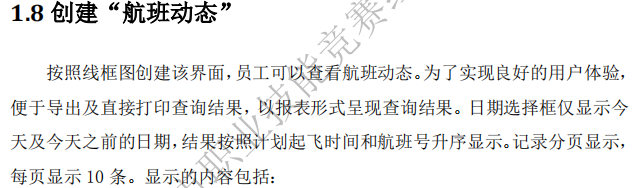 1.8 创建“航班动态”
按照线框图创建该界面，员工可以查看航班动态。为了实现良好的用户体验，
便于导出及直接打印查询结果，以报表形式呈现查询结果。日期选择框仅显示今
天及今天之前的日期，结果按照计划起飞时间和航班号升序显示。记录分页显示，
每页显示 10 条。显示的内容包括：
职业技能竞赛